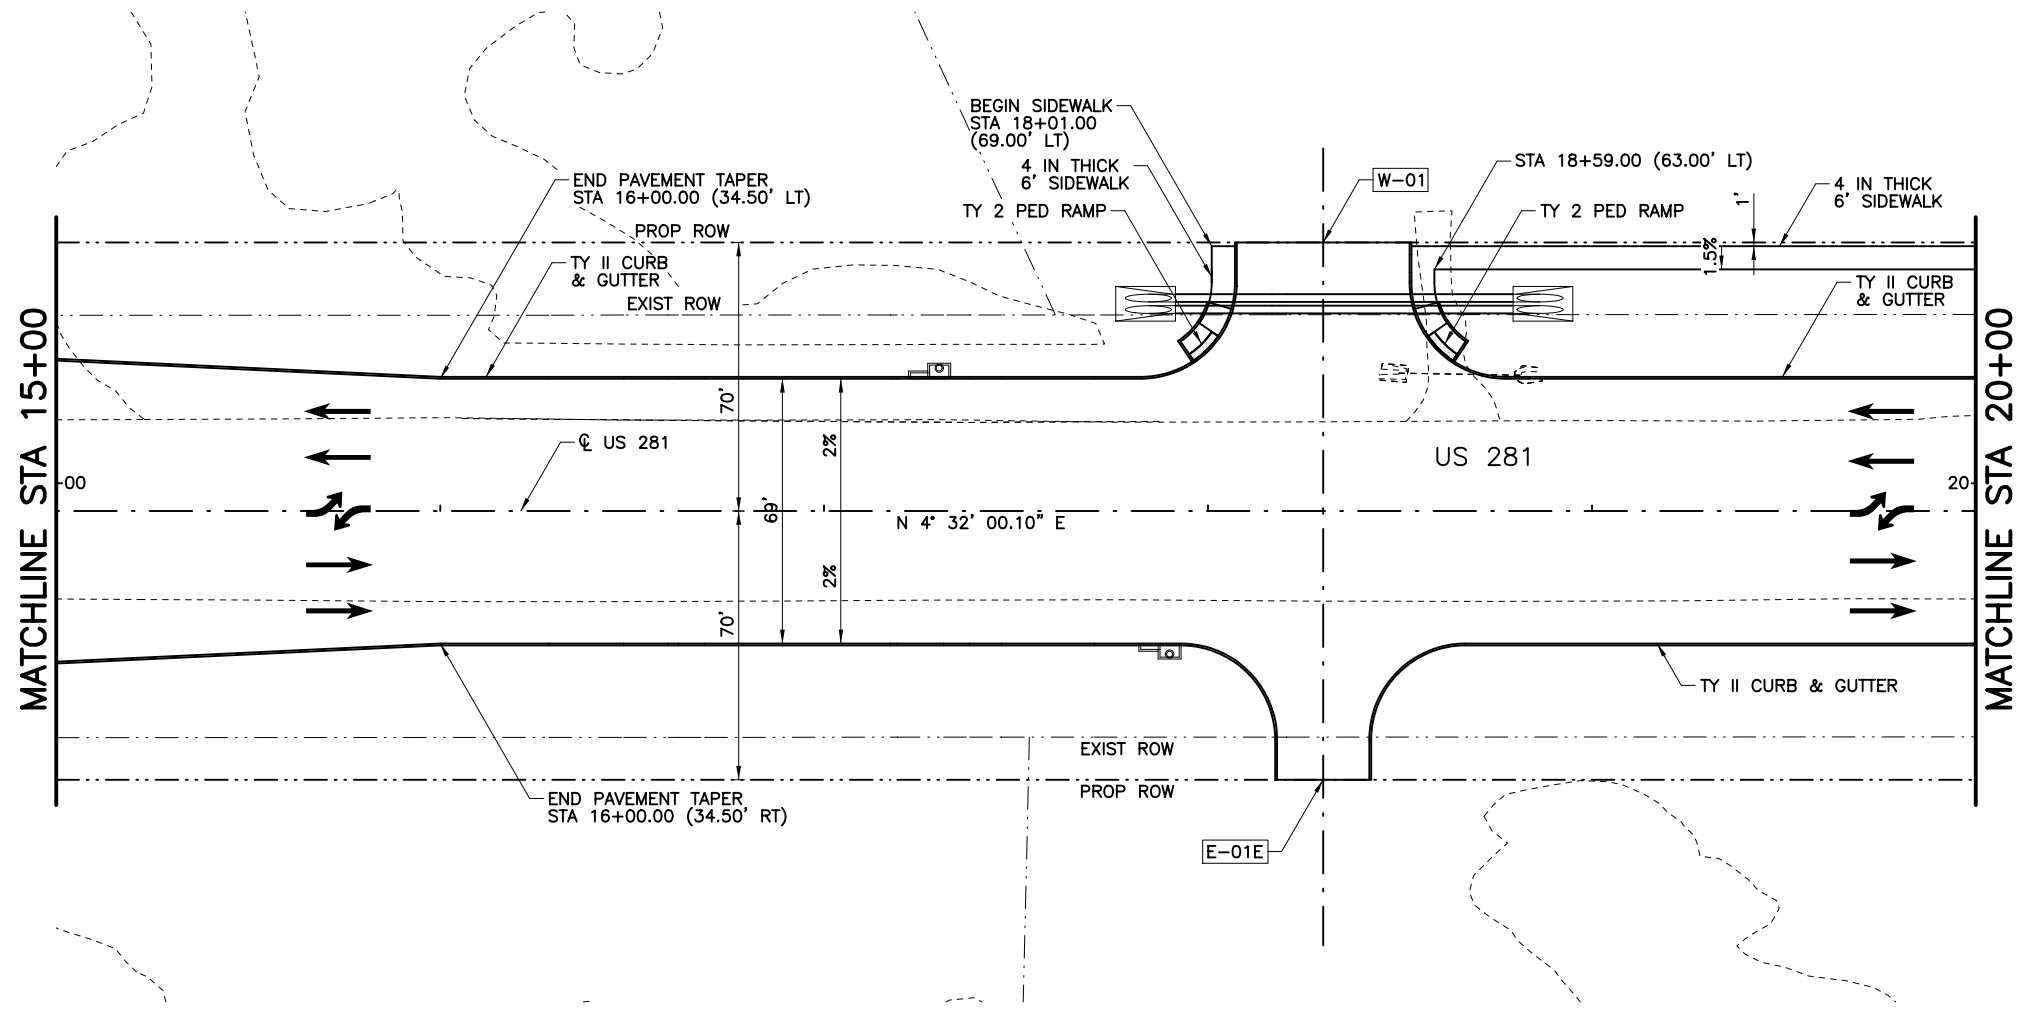 BEGIN SIDEWALK
STA 18+01.00
(69.00' LT)
4 IN THICK
6' SIDEWALK
TY 2 PED RAMP
END PAVEMENT TAPER
STA 16+00.00 (34.50' LT)
PROP ROW
TY II CURB
& GUTTER
EXIST ROW
W-01
STA 18+59.00 (63.00' LT)
TY 2 PED RAMP
4 IN THICK
6' SIDEWALK
1'
1.5%
TY II CURB
& GUTTER
MATCHLINE STA 15+00
00
℄ US 281
70'
69'
2%
N 4° 32' 00.10" E
US 281
20
MATCHLINE STA 20+00
2%
70'
TY II CURB & GUTTER
EXIST ROW
PROP ROW
END PAVEMENT TAPER
STA 16+00.00 (34.50' RT)
E-01E